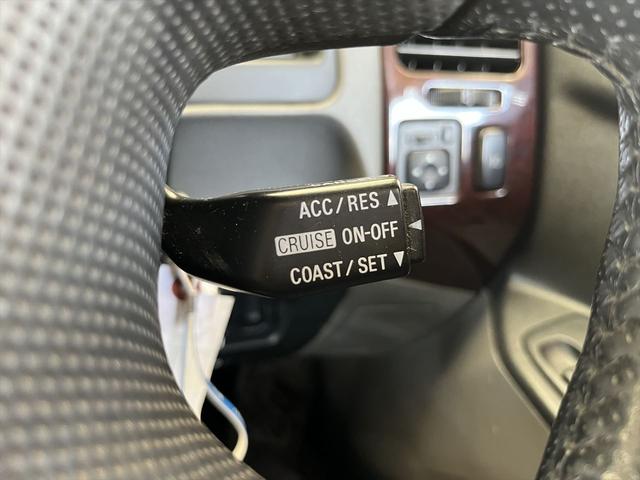 ACC/RES ▲
CRUISE ON-OFF ◀
COAST/SET ▼